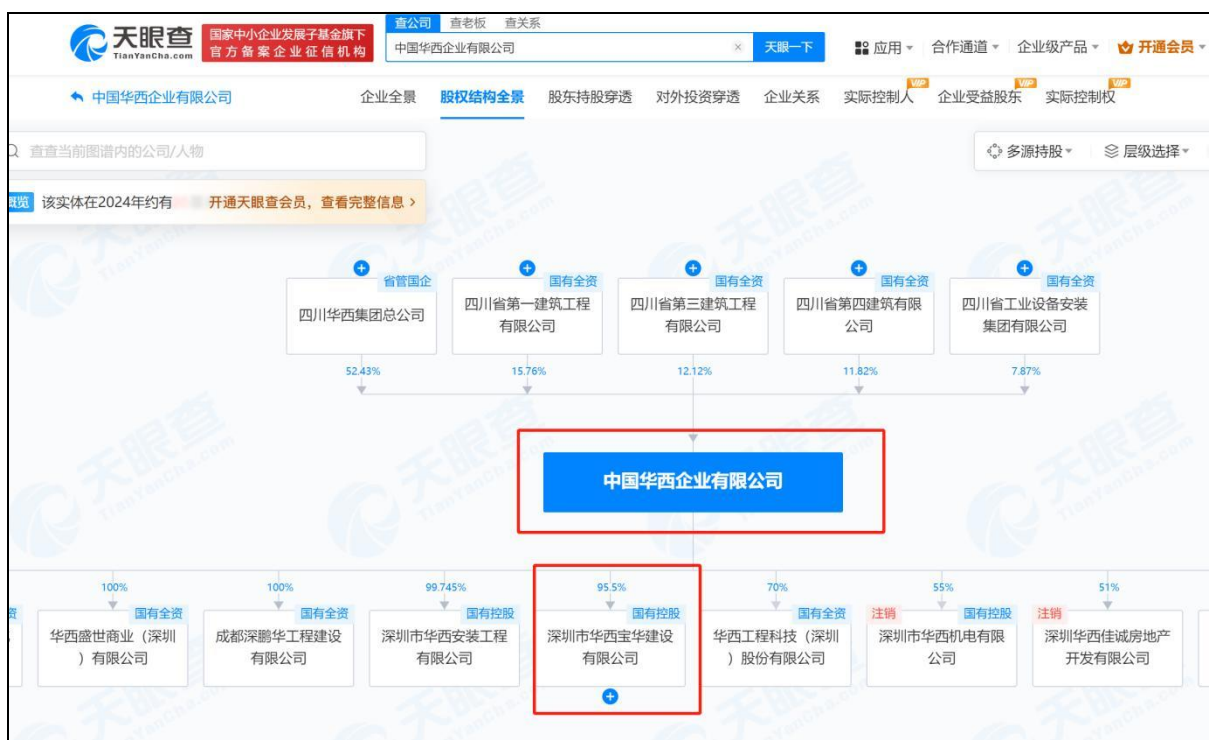 查公司 查老板 查关系
天眼查 TianYanCha.com
国家中小企业发展子基金旗下
官方备案企业征信机构
中国华西企业有限公司 × 天眼一下
应用 合作通道 企业级产品 开通会员
中国华西企业有限公司 企业全景 股权结构全景 股东持股穿透 对外投资穿透 企业关系 实际控制人 VIP 企业受益股东 VIP 实际控制权 VIP
查查当前图谱内的公司/人物
多源持股 层级选择
概览 该实体在2024年约有 开通天眼查会员，查看完整信息 >
省管国企 国有全资 国有全资 国有全资 国有全资
四川华西集团总公司
四川省第一建筑工程
有限公司
四川省第三建筑工程
有限公司
四川省第四建筑有限
公司
四川省工业设备安装
集团有限公司
52.43% 15.76% 12.12% 11.82% 7.87%
中国华西企业有限公司
100% 100% 99.745% 95.5% 70% 55% 51%
国有全资 国有全资 国有控股 国有控股 国有全资 注销 国有控股 注销
华西盛世商业（深圳
）有限公司
成都深鹏华工程建设
有限公司
深圳市华西安装工程
有限公司
深圳市华西宝华建设
有限公司
华西工程科技（深圳
）股份有限公司
深圳市华西机电有限
公司
深圳华西佳诚房地产
开发有限公司